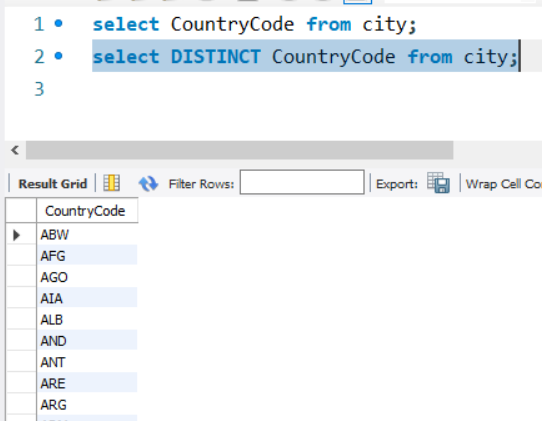 1 select CountryCode from city;
2 select DISTINCT CountryCode from city;
3
Result Grid Filter Rows: Export: Wrap Cell Co
CountryCode
ABW
AFG
AGO
AIA
ALB
AND
ANT
ARE
ARG